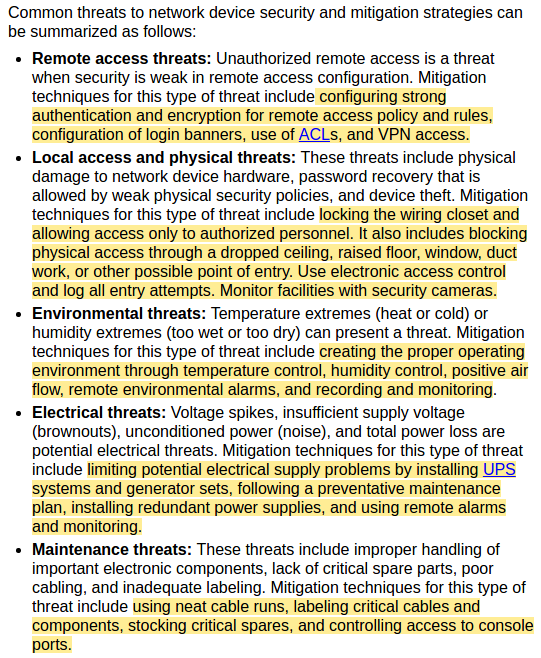 Common threats to network device security and mitigation strategies can
be summarized as follows:
• Remote access threats: Unauthorized remote access is a threat
when security is weak in remote access configuration. Mitigation
techniques for this type of threat include configuring strong
authentication and encryption for remote access policy and rules,
configuration of login banners, use of ACLs, and VPN access.
• Local access and physical threats: These threats include physical
damage to network device hardware, password recovery that is
allowed by weak physical security policies, and device theft. Mitigation
techniques for this type of threat include locking the wiring closet and
allowing access only to authorized personnel. It also includes blocking
physical access through a dropped ceiling, raised floor, window, duct
work, or other possible point of entry. Use electronic access control
and log all entry attempts. Monitor facilities with security cameras.
• Environmental threats: Temperature extremes (heat or cold) or
humidity extremes (too wet or too dry) can present a threat. Mitigation
techniques for this type of threat include creating the proper operating
environment through temperature control, humidity control, positive air
flow, remote environmental alarms, and recording and monitoring.
• Electrical threats: Voltage spikes, insufficient supply voltage
(brownouts), unconditioned power (noise), and total power loss are
potential electrical threats. Mitigation techniques for this type of threat
include limiting potential electrical supply problems by installing UPS
systems and generator sets, following a preventative maintenance
plan, installing redundant power supplies, and using remote alarms
and monitoring.
• Maintenance threats: These threats include improper handling of
important electronic components, lack of critical spare parts, poor
cabling, and inadequate labeling. Mitigation techniques for this type of
threat include using neat cable runs, labeling critical cables and
components, stocking critical spares, and controlling access to console
ports.